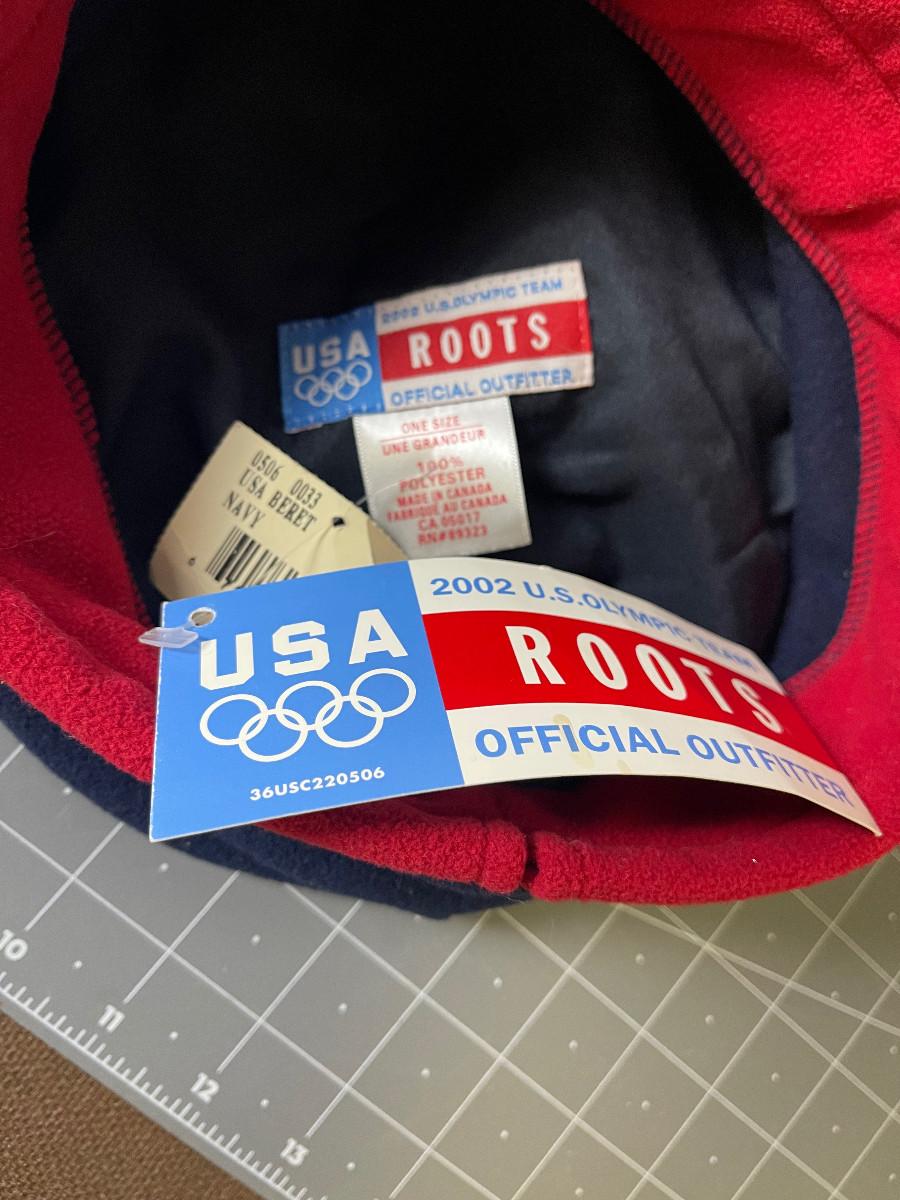 2002 U.S.OLYMPIC TEAM
USA
ROOTS
OFFICIAL OUTFITTER
ONE SIZE
UNE GRANDEUR
100%
POLYESTER
MADE IN CANADA
FABRIQUÉ AU CANADA
CA 05017
RN#89323
0506 0033
USA BERET
NAVY
6
2002 U.S.OLYMPIC TEAM
USA
ROOTS
OFFICIAL OUTFITTER
36USC220506
10
11
12
13